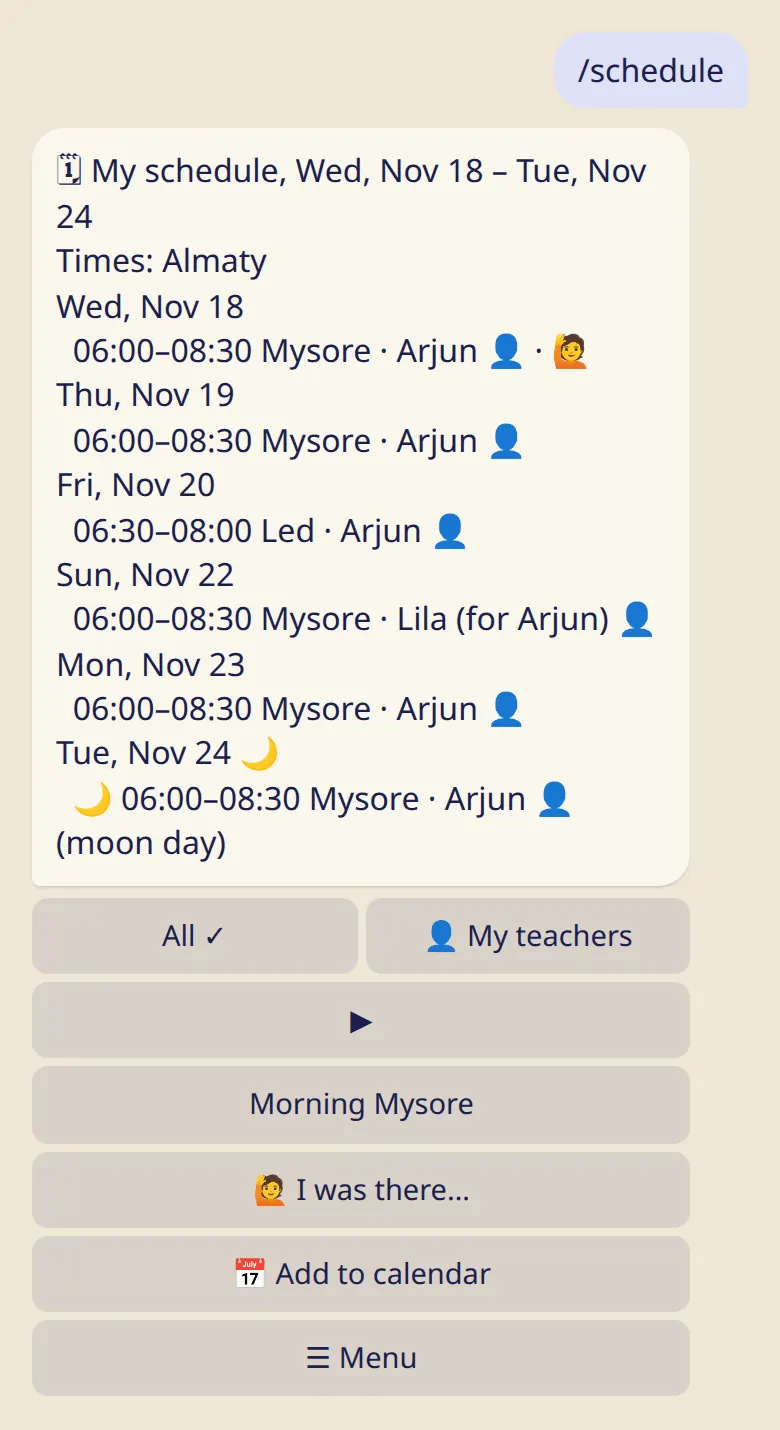 /schedule
🗓 My schedule, Wed, Nov 18 – Tue, Nov
24
Times: Almaty
Wed, Nov 18
06:00–08:30 Mysore · Arjun 👤 · 🙋
Thu, Nov 19
06:00–08:30 Mysore · Arjun 👤
Fri, Nov 20
06:30–08:00 Led · Arjun 👤
Sun, Nov 22
06:00–08:30 Mysore · Lila (for Arjun) 👤
Mon, Nov 23
06:00–08:30 Mysore · Arjun 👤
Tue, Nov 24 🌙
🌙 06:00–08:30 Mysore · Arjun 👤
(moon day)
All ✓
👤 My teachers
▶
Morning Mysore
🙋 I was there…
📅 Add to calendar
☰ Menu